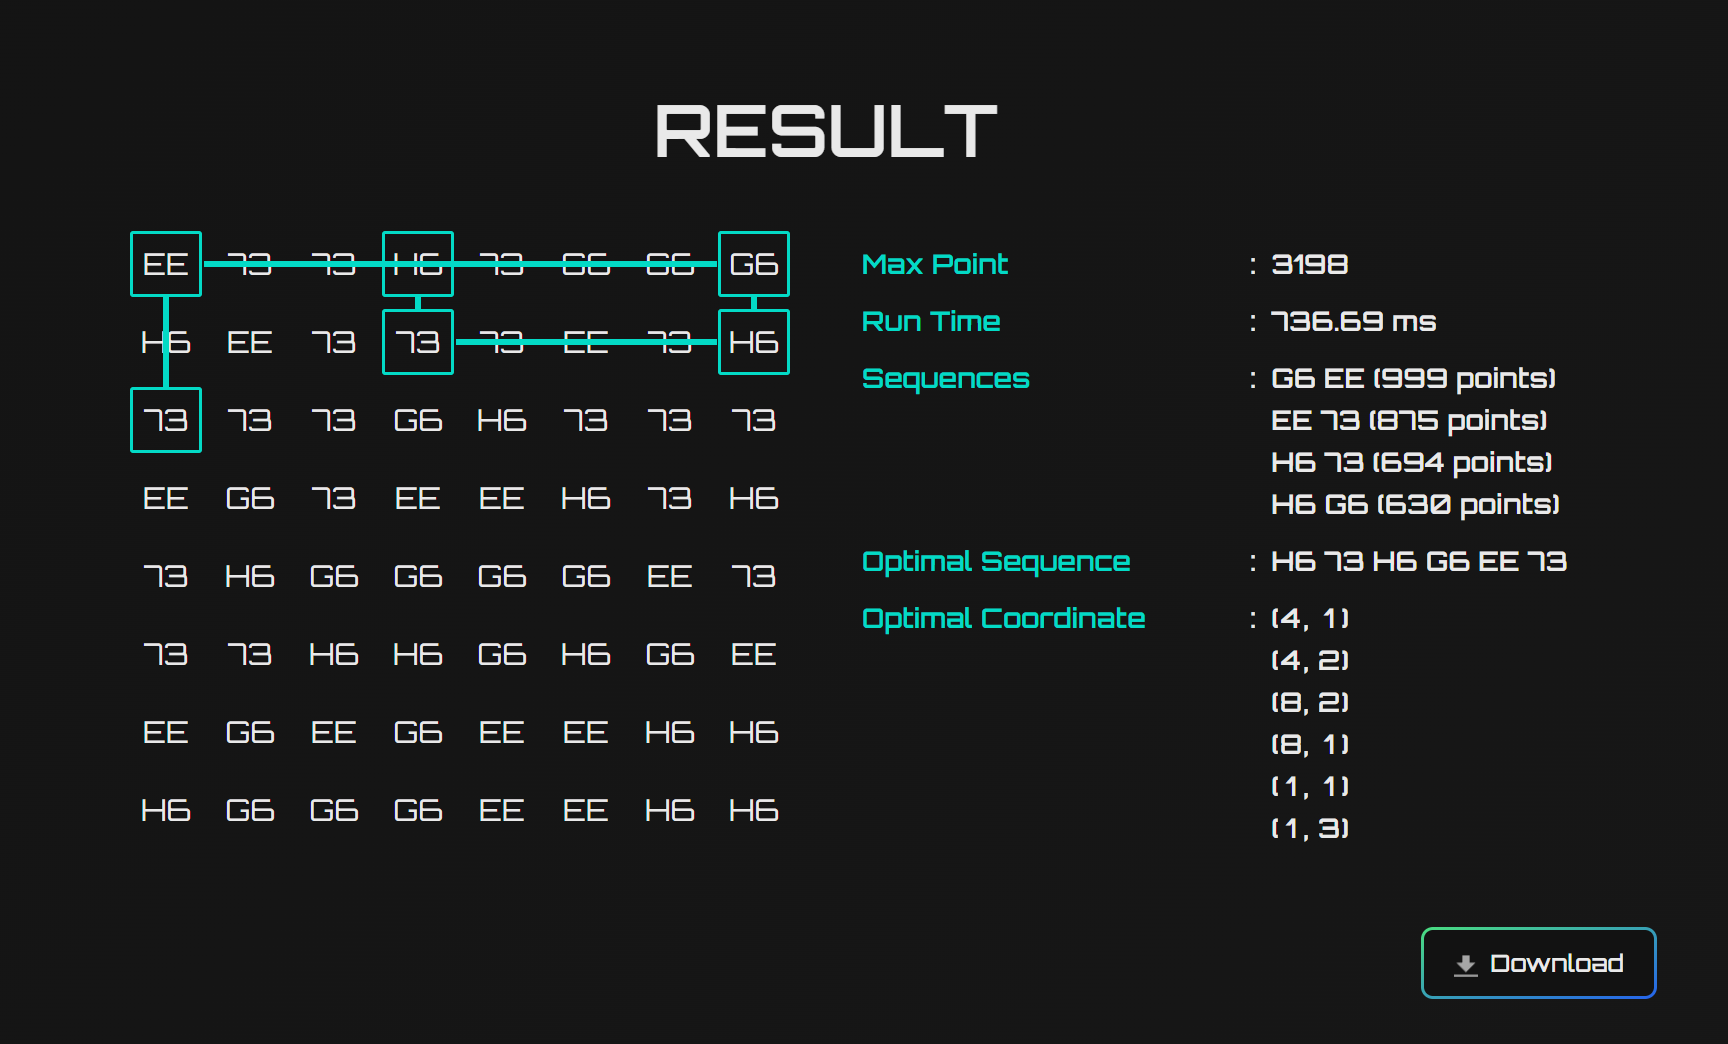 RESULT
EE 73 73 H6 73 G6 G6 G6
H6 EE 73 73 73 EE 73 H6
73 73 73 G6 H6 73 73 73
EE G6 73 EE EE H6 73 H6
73 H6 G6 G6 G6 G6 EE 73
73 73 H6 H6 G6 H6 G6 EE
EE G6 EE G6 EE EE H6 H6
H6 G6 G6 G6 EE EE H6 H6
Max Point : 3198
Run Time : 736.69 ms
Sequences : G6 EE (999 points)
EE 73 (875 points)
H6 73 (694 points)
H6 G6 (630 points)
Optimal Sequence : H6 73 H6 G6 EE 73
Optimal Coordinate : (4, 1)
(4, 2)
(8, 2)
(8, 1)
(1, 1)
(1, 3)
Download